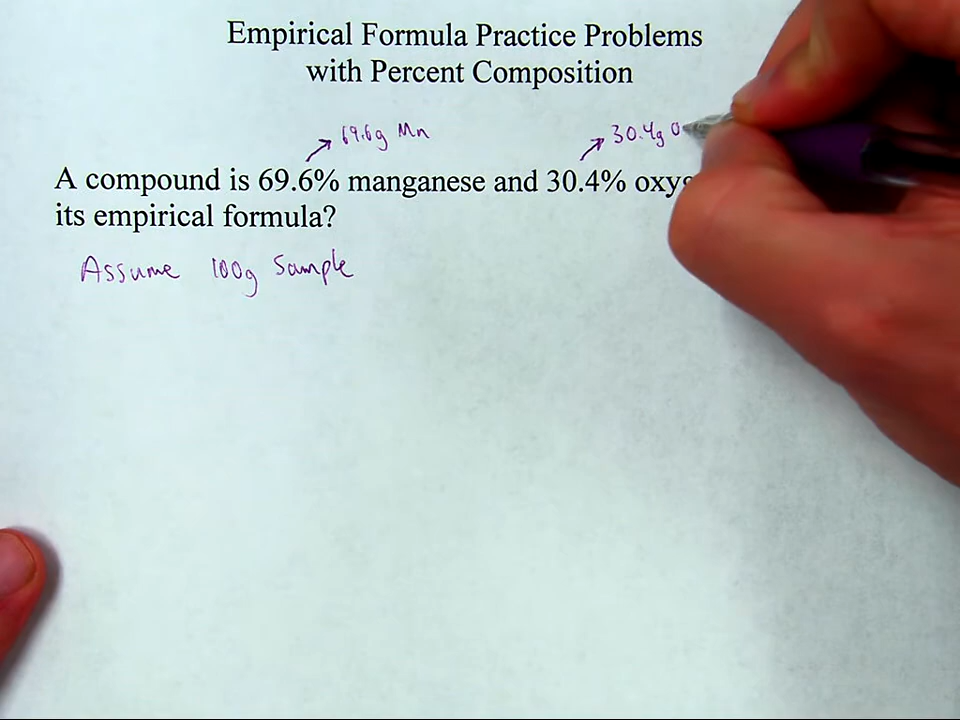 Empirical Formula Practice Problems
with Percent Composition
69.6g Mn 30.4g O
A compound is 69.6% manganese and 30.4%
its empirical formula?
Assume 100g Sample